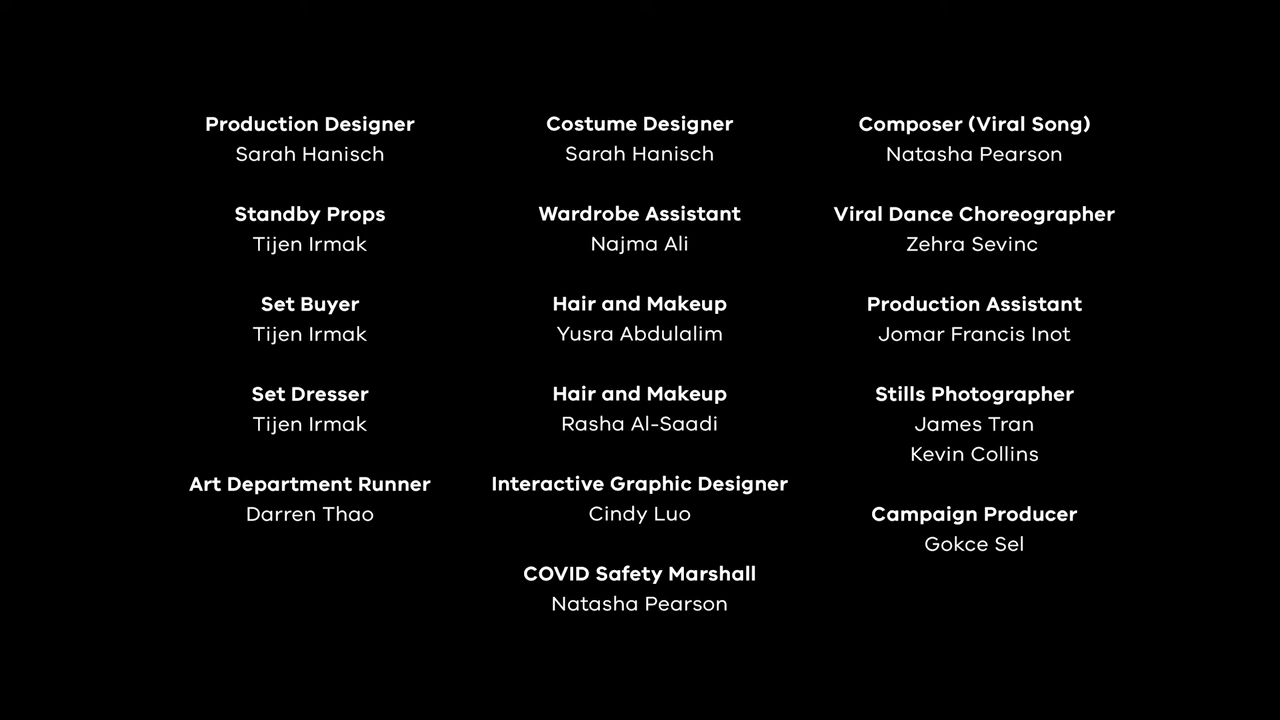 Production Designer
Sarah Hanisch
Standby Props
Tijen Irmak
Set Buyer
Tijen Irmak
Set Dresser
Tijen Irmak
Art Department Runner
Darren Thao
Costume Designer
Sarah Hanisch
Wardrobe Assistant
Najma Ali
Hair and Makeup
Yusra Abdulalim
Hair and Makeup
Rasha Al-Saadi
Interactive Graphic Designer
Cindy Luo
COVID Safety Marshall
Natasha Pearson
Composer (Viral Song)
Natasha Pearson
Viral Dance Choreographer
Zehra Sevinc
Production Assistant
Jomar Francis Inot
Stills Photographer
James Tran
Kevin Collins
Campaign Producer
Gokce Sel